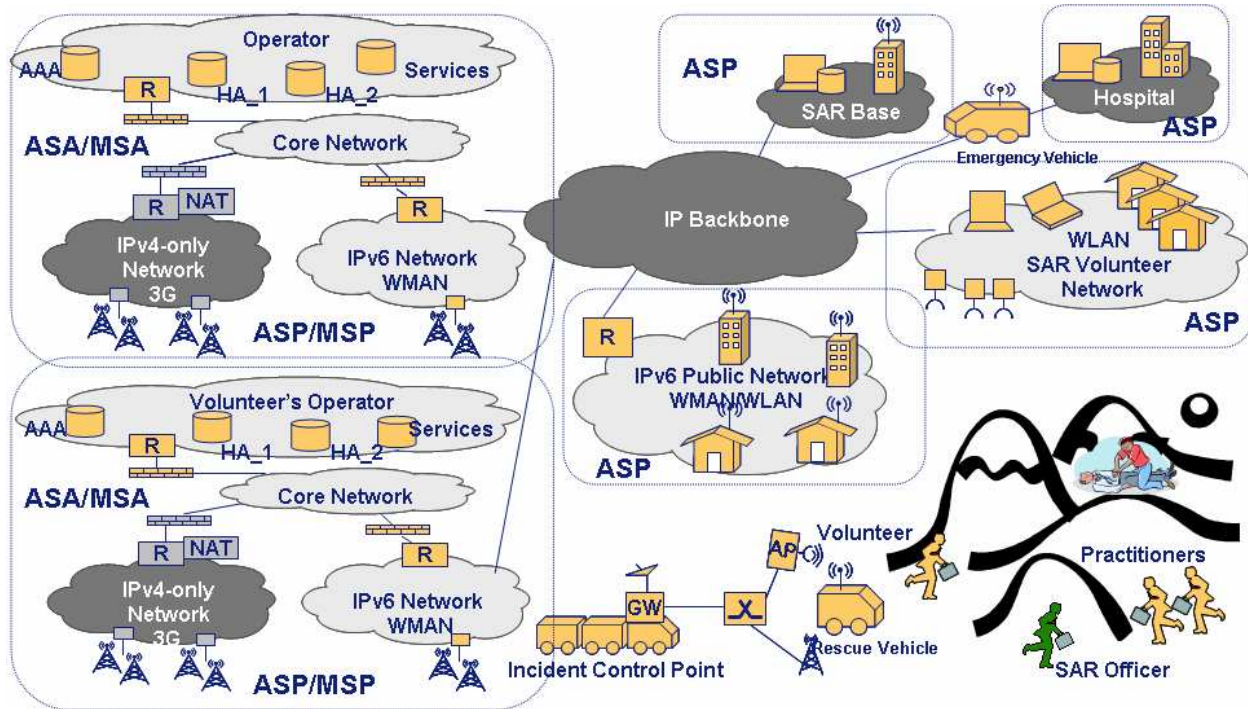 Operator
AAA
Services
R
HA_1
HA_2
ASA/MSA
Core Network
R
NAT
R
IPv4-only
Network
3G
IPv6 Network
WMAN
ASP/MSP
Volunteer's Operator
AAA
Services
R
HA_1
HA_2
ASA/MSA
Core Network
R
NAT
R
IPv4-only
Network
3G
IPv6 Network
WMAN
ASP/MSP
ASP
SAR Base
Hospital
ASP
Emergency Vehicle
IP Backbone
WLAN
SAR Volunteer
Network
ASP
R
IPv6 Public Network
WMAN/WLAN
ASP
Volunteer
AP
GW
X
Rescue Vehicle
Incident Control Point
Practitioners
SAR Officer